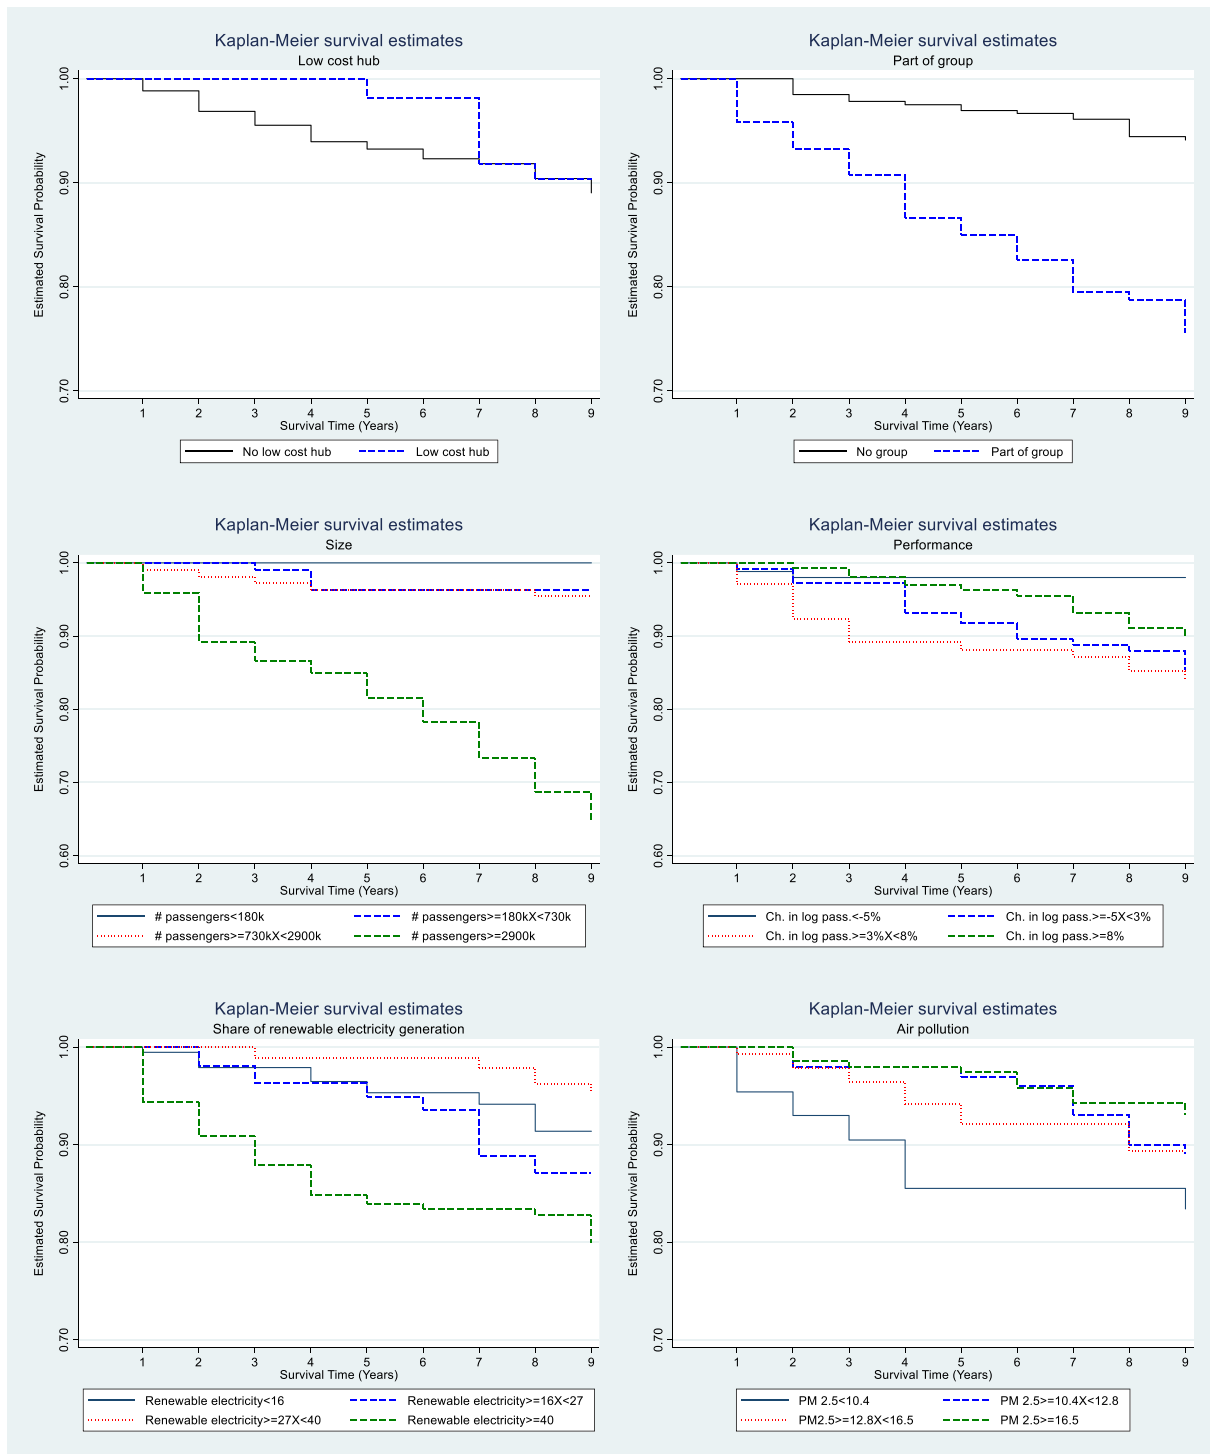 Kaplan-Meier survival estimates
Low cost hub
Estimated Survival Probability
1.00
0.90
0.80
0.70
1 2 3 4 5 6 7 8 9
Survival Time (Years)
No low cost hub Low cost hub
Kaplan-Meier survival estimates
Part of group
Estimated Survival Probability
1.00
0.90
0.80
0.70
1 2 3 4 5 6 7 8 9
Survival Time (Years)
No group Part of group
Kaplan-Meier survival estimates
Size
Estimated Survival Probability
1.00
0.90
0.80
0.70
0.60
1 2 3 4 5 6 7 8 9
Survival Time (Years)
# passengers<180k # passengers>=180kX<730k
# passengers>=730kX<2900k # passengers>=2900k
Kaplan-Meier survival estimates
Performance
Estimated Survival Probability
1.00
0.90
0.80
0.70
0.60
1 2 3 4 5 6 7 8 9
Survival Time (Years)
Ch. in log pass.<-5% Ch. in log pass.>=-5X<3%
Ch. in log pass.>=3%X<8% Ch. in log pass.>=8%
Kaplan-Meier survival estimates
Share of renewable electricity generation
Estimated Survival Probability
1.00
0.90
0.80
0.70
1 2 3 4 5 6 7 8 9
Survival Time (Years)
Renewable electricity<16 Renewable electricity>=16X<27
Renewable electricity>=27X<40 Renewable electricity>=40
Kaplan-Meier survival estimates
Air pollution
Estimated Survival Probability
1.00
0.90
0.80
0.70
1 2 3 4 5 6 7 8 9
Survival Time (Years)
PM 2.5<10.4 PM 2.5>=10.4X<12.8
PM2.5>=12.8X<16.5 PM 2.5>=16.5